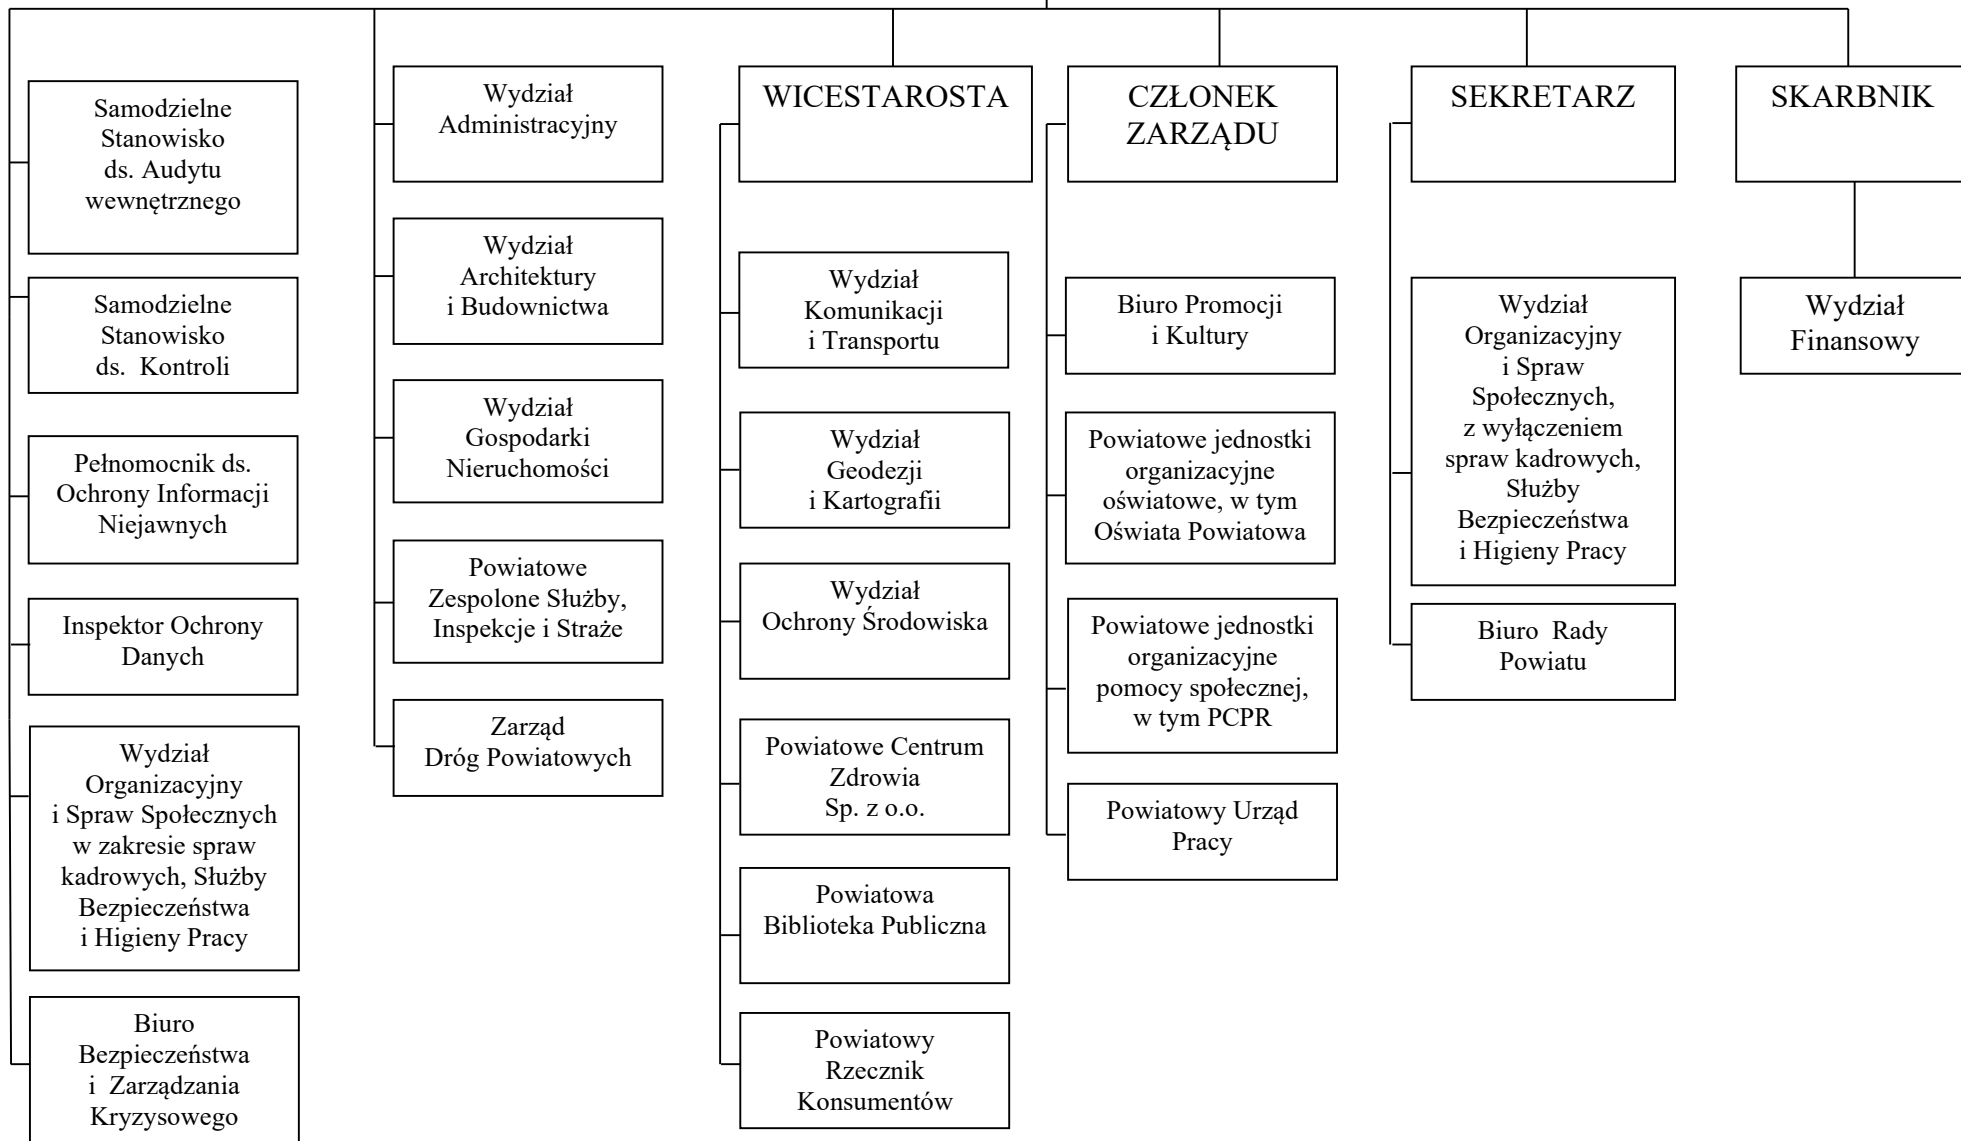 Samodzielne
Stanowisko
ds. Audytu
wewnętrznego
Samodzielne
Stanowisko
ds. Kontroli
Pełnomocnik ds.
Ochrony Informacji
Niejawnych
Inspektor Ochrony
Danych
Wydział
Organizacyjny
i Spraw Społecznych
w zakresie spraw
kadrowych, Służby
Bezpieczeństwa
i Higieny Pracy
Biuro
Bezpieczeństwa
i Zarządzania
Kryzysowego
Wydział
Administracyjny
Wydział
Architektury
i Budownictwa
Wydział
Gospodarki
Nieruchomości
Powiatowe
Zespolone Służby,
Inspekcje i Straże
Zarząd
Dróg Powiatowych
WICESTAROSTA
Wydział
Komunikacji
i Transportu
Wydział
Geodezji
i Kartografii
Wydział
Ochrony Środowiska
Powiatowe Centrum
Zdrowia
Sp. z o.o.
Powiatowa
Biblioteka Publiczna
Powiatowy
Rzecznik
Konsumentów
CZŁONEK
ZARZĄDU
Biuro Promocji
i Kultury
Powiatowe jednostki
organizacyjne
oświatowe, w tym
Oświata Powiatowa
Powiatowe jednostki
organizacyjne
pomocy społecznej,
w tym PCPR
Powiatowy Urząd
Pracy
SEKRETARZ
Wydział
Organizacyjny
i Spraw
Społecznych,
z wyłączeniem
spraw kadrowych,
Służby
Bezpieczeństwa
i Higieny Pracy
Biuro Rady
Powiatu
SKARBNIK
Wydział
Finansowy